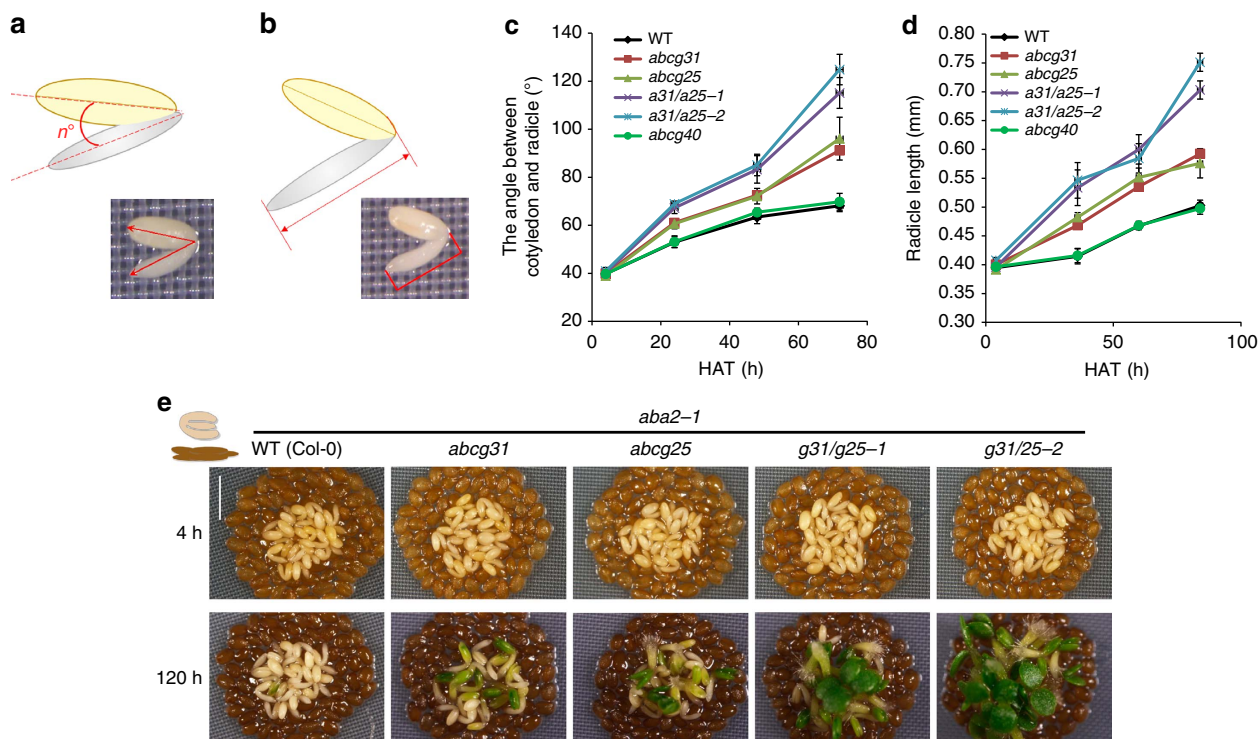 a
n°
b
c
The angle between
cotyledon and radicle (°)
140
120
100
80
60
40
20
WT
abcg31
abcg25
a31/a25–1
a31/a25–2
abcg40
0 20 40 60 80
HAT (h)
d
Radicle length (mm)
0.80
0.75
0.70
0.65
0.60
0.55
0.50
0.45
0.40
0.35
0.30
WT
abcg31
abcg25
a31/a25–1
a31/a25–2
abcg40
0 50 100
HAT (h)
e
aba2–1
WT (Col-0) abcg31 abcg25 g31/g25–1 g31/25–2
4 h
120 h